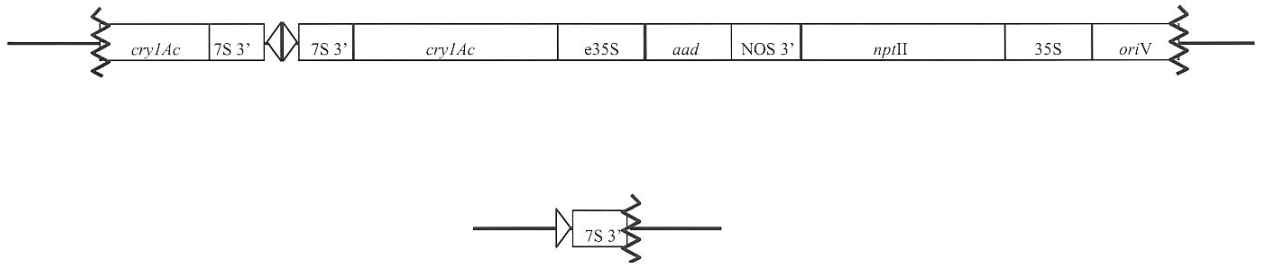 cry1Ac 7S 3’ 7S 3’ cry1Ac e35S aad NOS 3’ nptII 35S oriV
7S 3’